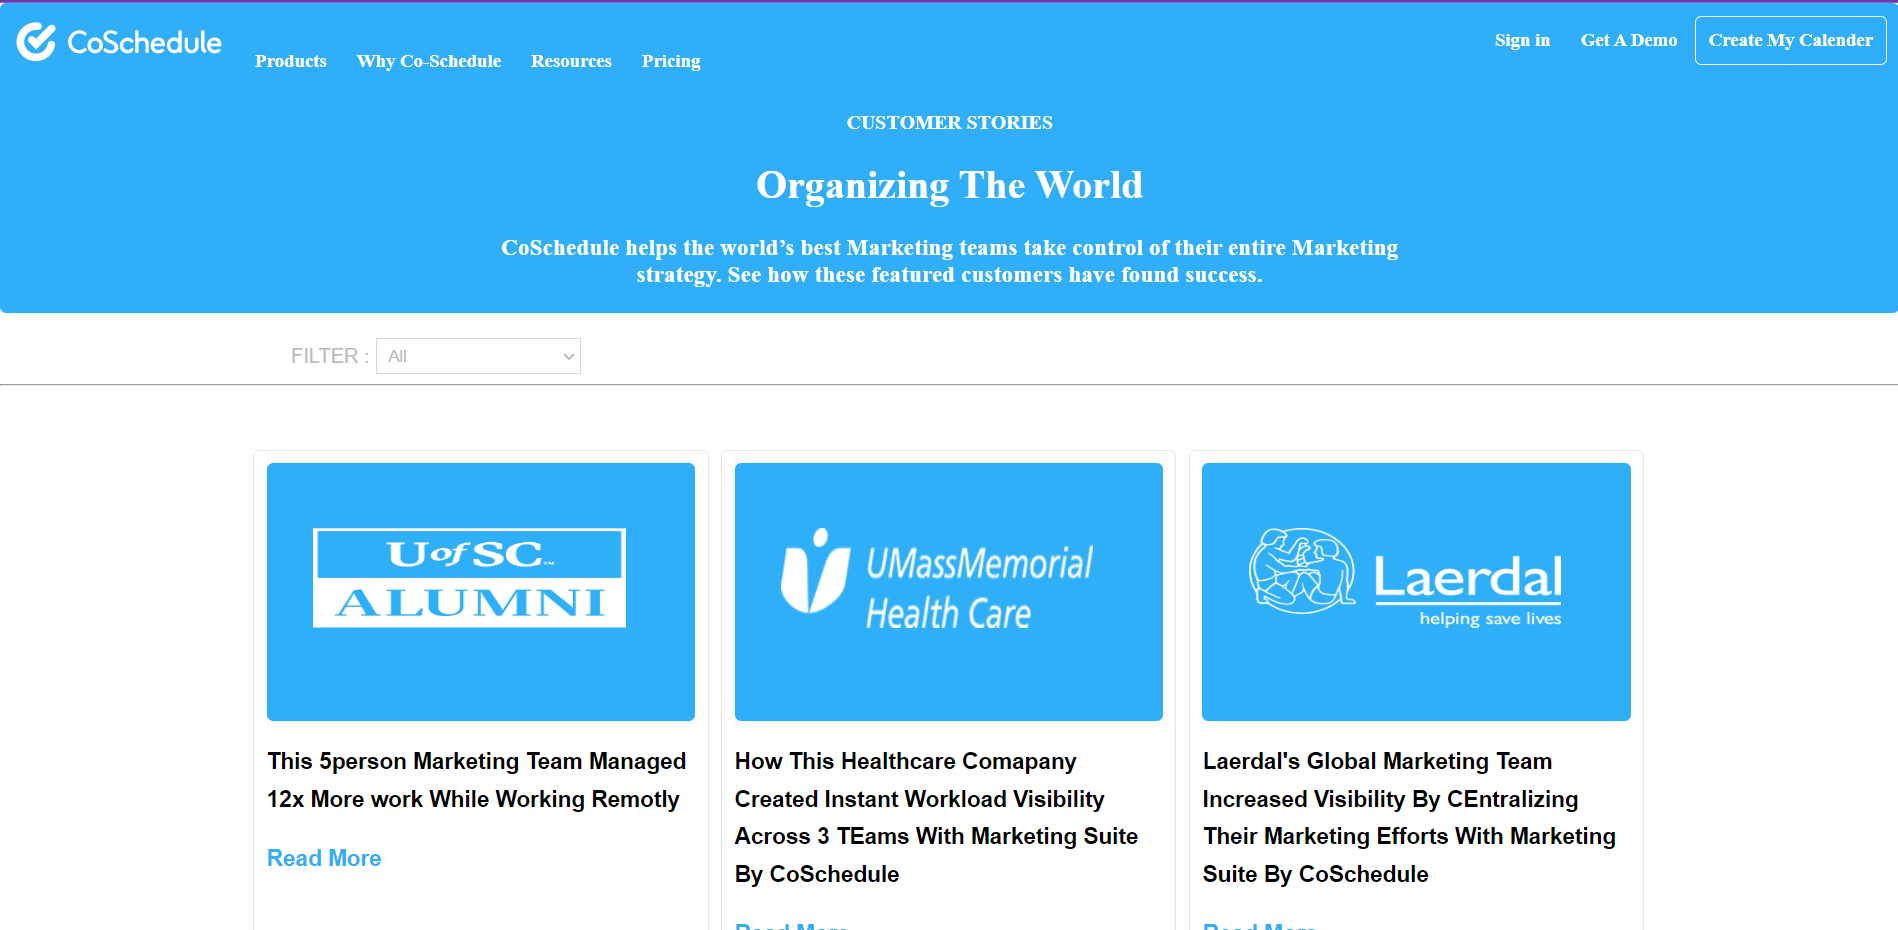 CoSchedule
Products Why Co-Schedule Resources Pricing
Sign in Get A Demo Create My Calender
CUSTOMER STORIES
Organizing The World
CoSchedule helps the world’s best Marketing teams take control of their entire Marketing
strategy. See how these featured customers have found success.
FILTER : All
UofSC™
ALUMNI
This 5person Marketing Team Managed
12x More work While Working Remotly
Read More
UMassMemorial
Health Care
How This Healthcare Comapany
Created Instant Workload Visibility
Across 3 TEams With Marketing Suite
By CoSchedule
Read More
Laerdal
helping save lives
Laerdal's Global Marketing Team
Increased Visibility By CEntralizing
Their Marketing Efforts With Marketing
Suite By CoSchedule
Read More